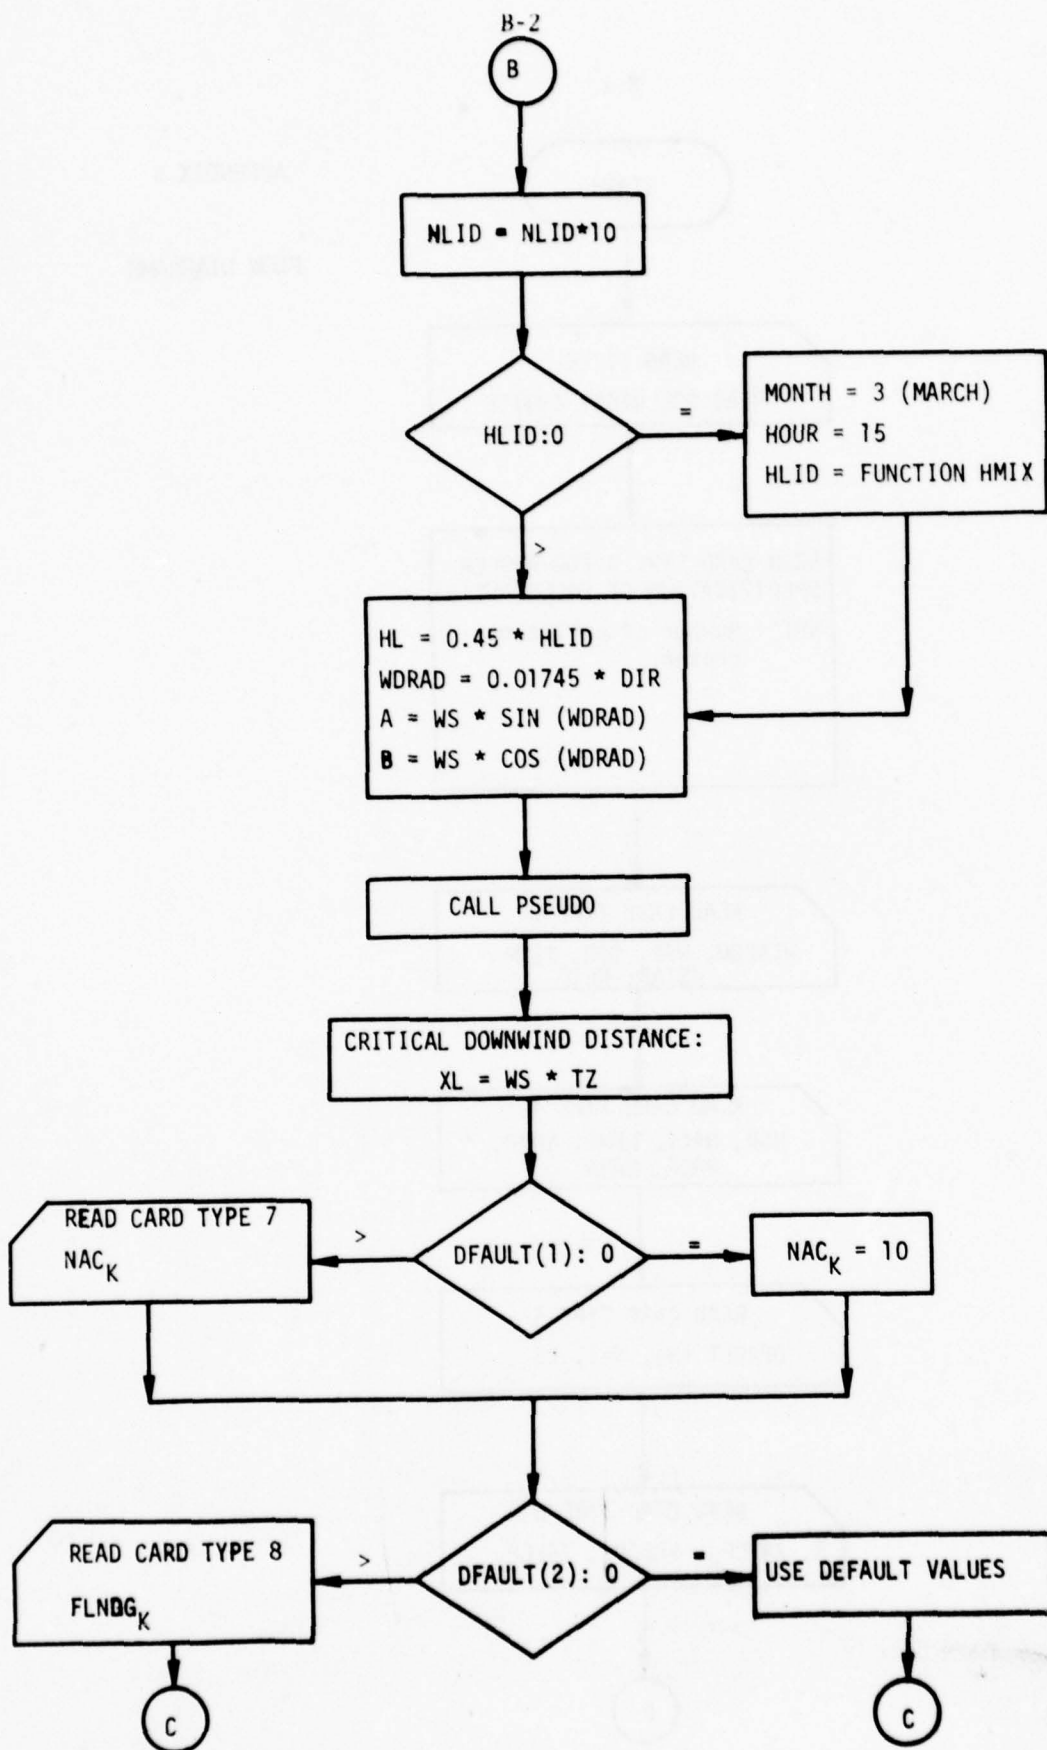 B-2
B
NLID = NLID*10
HLID:0
=
MONTH = 3 (MARCH)
HOUR = 15
HLID = FUNCTION HMIX
>
HL = 0.45 * HLID
WDRAD = 0.01745 * DIR
A = WS * SIN (WDRAD)
B = WS * COS (WDRAD)
CALL PSEUDO
CRITICAL DOWNWIND DISTANCE:
XL = WS * TZ
READ CARD TYPE 7
NACK
>
DFAULT(1): 0
=
NACK = 10
READ CARD TYPE 8
FLNDGK
>
DFAULT(2): 0
=
USE DEFAULT VALUES
C
C